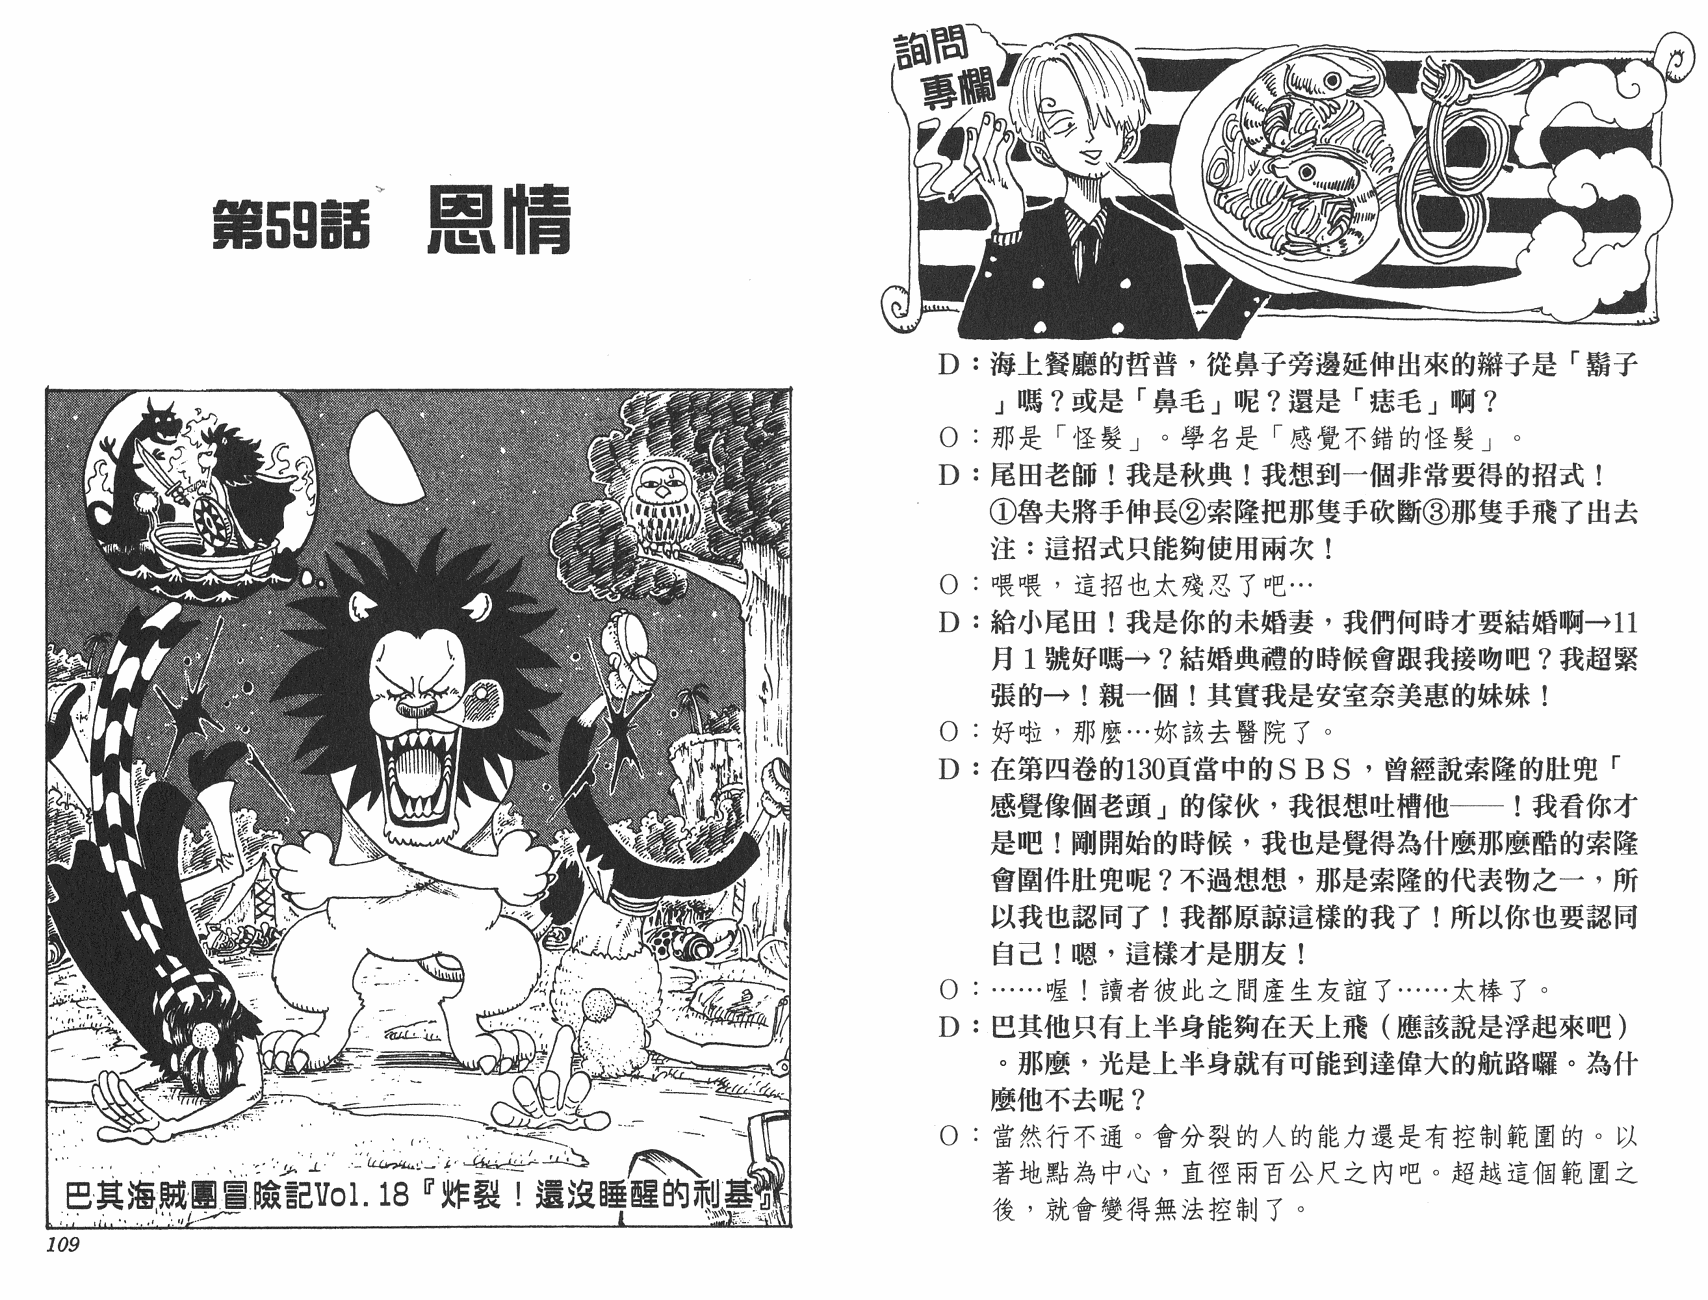 詢問
專欄
SBS
D：海上餐廳的哲普，從鼻子旁邊延伸出來的辮子是「鬍子
」嗎？或是「鼻毛」呢？還是「痣毛」啊？
O：那是「怪髮」。學名是「感覺不錯的怪髮」。
D：尾田老師！我是秋典！我想到一個非常要得的招式！
①魯夫將手伸長②索隆把那隻手砍斷③那隻手飛了出去
注：這招式只能夠使用兩次！
O：喂喂，這招也太殘忍了吧…
D：給小尾田！我是你的未婚妻，我們何時才要結婚啊→11
月１號好嗎→？結婚典禮的時候會跟我接吻吧？我超緊
張的→！親一個！其實我是安室奈美惠的妹妹！
O：好啦，那麼…妳該去醫院了。
D：在第四卷的130頁當中的ＳＢＳ，曾經說索隆的肚兜「
感覺像個老頭」的傢伙，我很想吐槽他──！我看你才
是吧！剛開始的時候，我也是覺得為什麼那麼酷的索隆
會圍件肚兜呢？不過想想，那是索隆的代表物之一，所
以我也認同了！我都原諒這樣的我了！所以你也要認同
自己！嗯，這樣才是朋友！
O：……喔！讀者彼此之間產生友誼了……太棒了。
D：巴其他只有上半身能夠在天上飛（應該說是浮起來吧）
。那麼，光是上半身就有可能到達偉大的航路囉。為什
麼他不去呢？
O：當然行不通。會分裂的人的能力還是有控制範圍的。以
著地點為中心，直徑兩百公尺之內吧。超越這個範圍之
後，就會變得無法控制了。
第59話　恩情
巴其海賊團冒險記Vol.18『炸裂！還沒睡醒的利基』
109